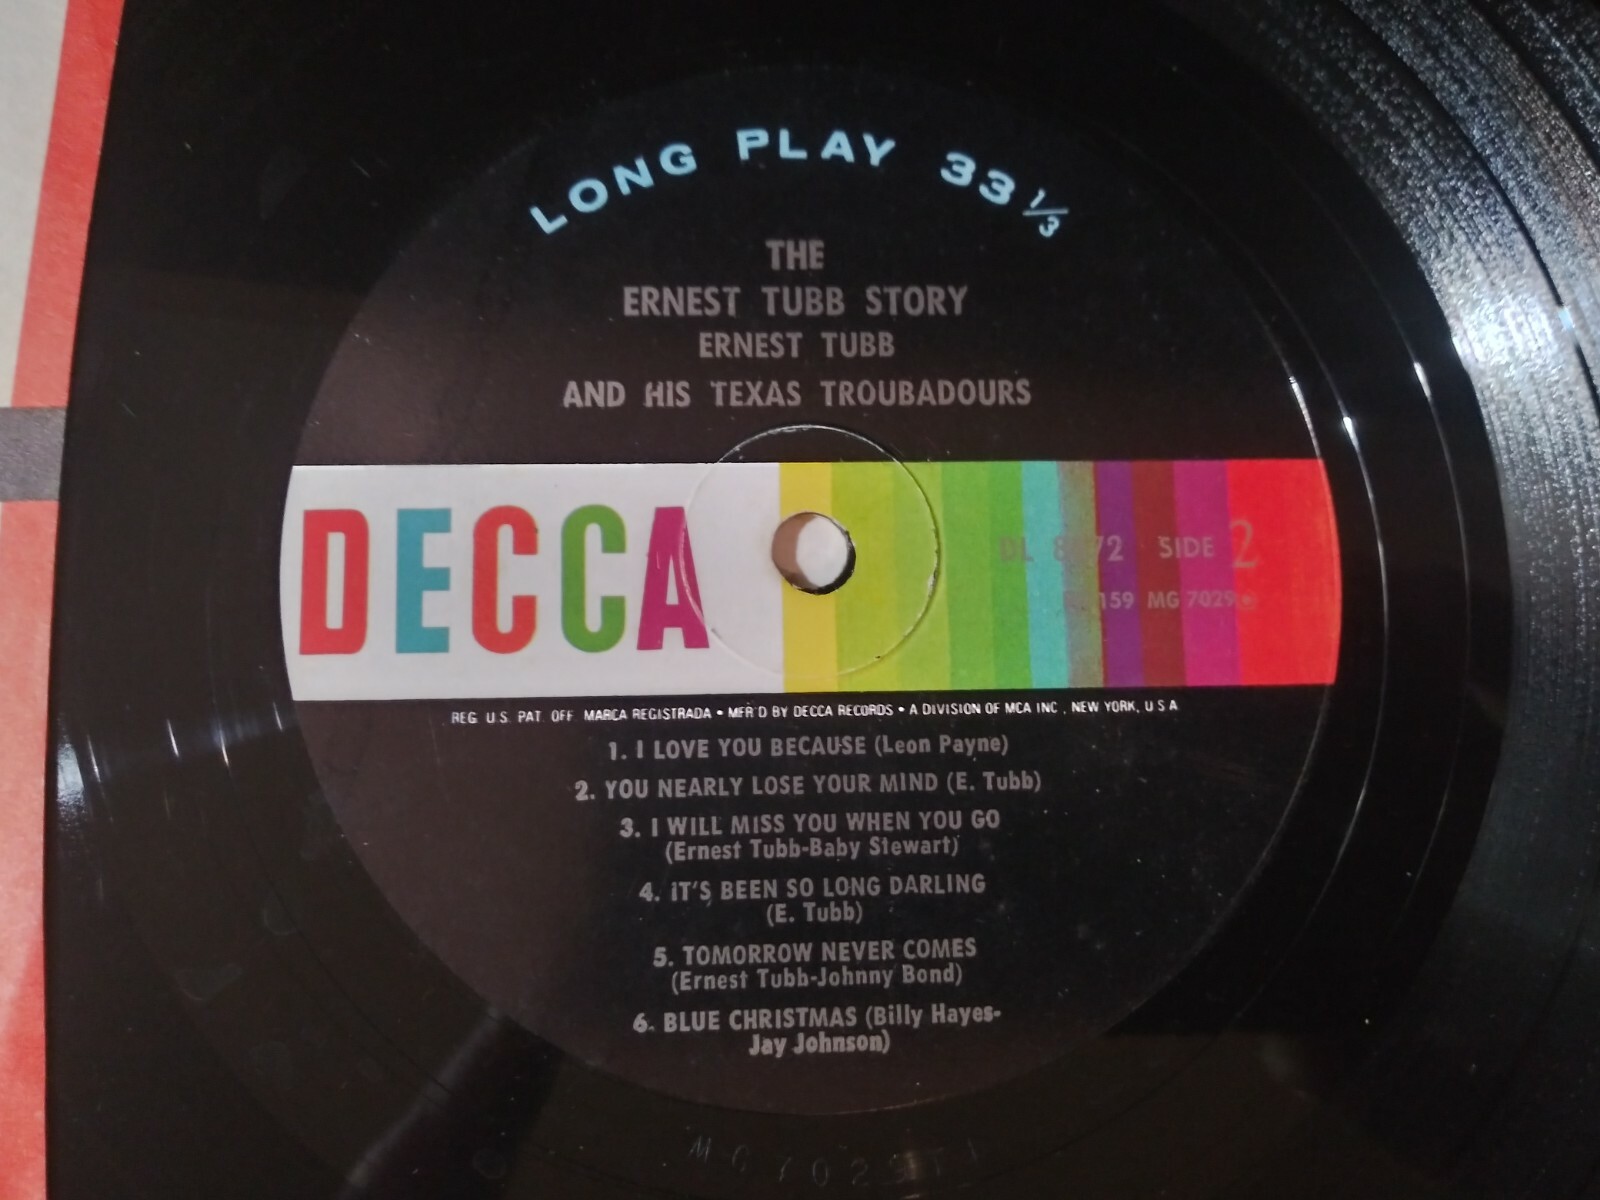 LONG PLAY 33 1/3
THE
ERNEST TUBB STORY
ERNEST TUBB
AND HIS TEXAS TROUBADOURS
DECCA
DL 72 SIDE 2
159 MG 7029
REG. U.S. PAT. OFF. MARCA REGISTRADA • MFR'D BY DECCA RECORDS • A DIVISION OF MCA INC., NEW YORK, U.S.A
1. I LOVE YOU BECAUSE (Leon Payne)
2. YOU NEARLY LOSE YOUR MIND (E. Tubb)
3. I WILL MISS YOU WHEN YOU GO
(Ernest Tubb-Baby Stewart)
4. IT'S BEEN SO LONG DARLING
(E. Tubb)
5. TOMORROW NEVER COMES
(Ernest Tubb-Johnny Bond)
6. BLUE CHRISTMAS (Billy Hayes-
Jay Johnson)